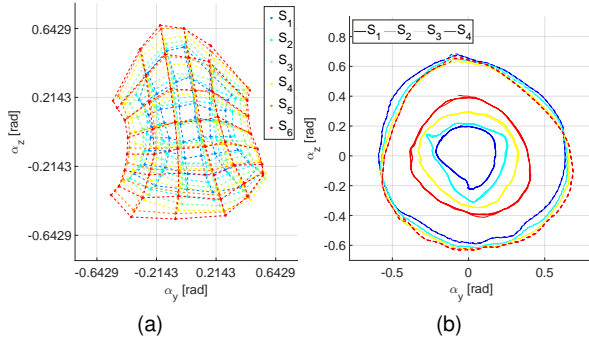 0.6429
0.2143
-0.2143
-0.6429
-0.6429
-0.2143
0.2143
0.6429
α_z [rad]
α_y [rad]
S_1
S_2
S_3
S_4
S_5
S_6
(a)
S_1 S_2 S_3 S_4
0.8
0.6
0.4
0.2
0
-0.2
-0.4
-0.6
-0.5
0
0.5
α_z [rad]
α_y [rad]
(b)